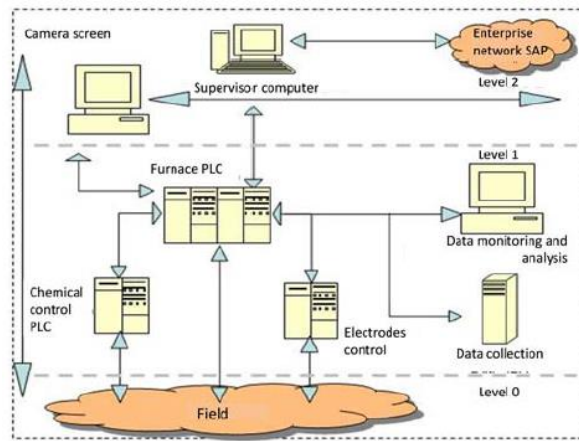 Camera screen
Enterprise
network SAP
Supervisor computer
Level 2
Furnace PLC
Level 1
Data monitoring and
analysis
Chemical
control
PLC
Electrodes
control
Data collection
Level 0
Field